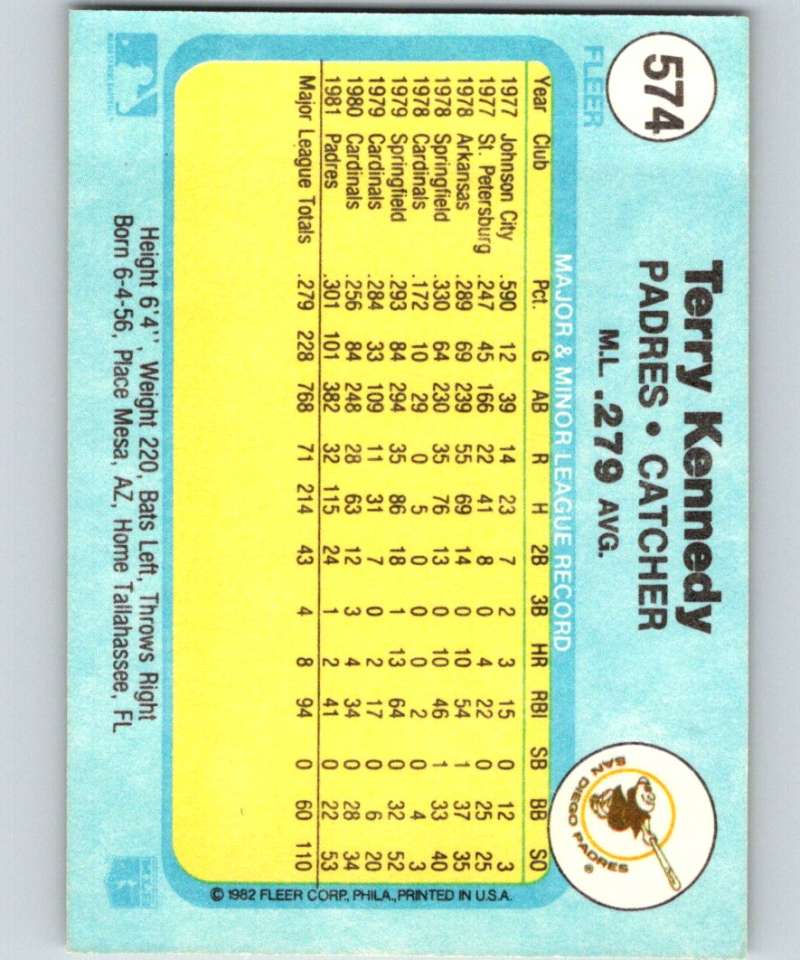 574
FLEER
Terry Kennedy
PADRES • CATCHER
M.L. .279 AVG.
SAN DIEGO PADRES ®
MAJOR & MINOR LEAGUE RECORD
Year Club Pct. G AB R H 2B 3B HR RBI SB BB SO
1977 Johnson City .590 12 39 14 23 7 2 3 15 0 12 3
1977 St. Petersburg .247 45 166 22 41 8 0 4 22 0 25 25
1978 Arkansas .289 69 239 55 69 14 0 10 54 1 37 35
1978 Springfield .330 64 230 35 76 13 0 10 46 1 33 40
1978 Cardinals .172 10 29 0 5 0 0 0 2 0 4 3
1979 Springfield .293 84 294 35 86 18 1 13 64 0 32 52
1979 Cardinals .284 33 109 11 31 7 0 2 17 0 6 20
1980 Cardinals .256 84 248 28 63 12 3 4 34 0 28 34
1981 Padres .301 101 382 32 115 24 1 2 41 0 22 53
Major League Totals .279 228 768 71 214 43 4 8 94 0 60 110
Height 6'4", Weight 220, Bats Left, Throws Right
Born 6-4-56, Place Mesa, AZ, Home Tallahassee, FL
© 1982 FLEER CORP., PHILA., PRINTED IN U.S.A.